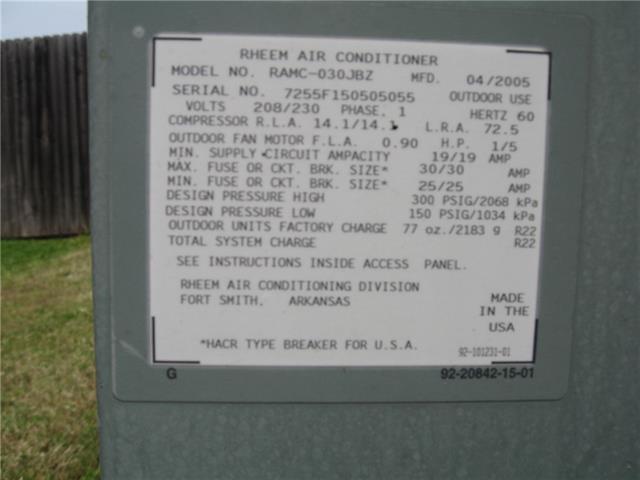 RHEEM AIR CONDITIONER
MODEL NO. RAMC-030JBZ MFD. 04/2005
SERIAL NO. 7255F150505055 OUTDOOR USE
VOLTS 208/230 PHASE. 1 HERTZ 60
COMPRESSOR R.L.A. 14.1/14.1 L.R.A. 72.5
OUTDOOR FAN MOTOR F.L.A. 0.90 H.P. 1/5
MIN. SUPPLY CIRCUIT AMPACITY 19/19 AMP
MAX. FUSE OR CKT. BRK. SIZE* 30/30 AMP
MIN. FUSE OR CKT. BRK. SIZE* 25/25 AMP
DESIGN PRESSURE HIGH 300 PSIG/2068 kPa
DESIGN PRESSURE LOW 150 PSIG/1034 kPa
OUTDOOR UNITS FACTORY CHARGE 77 oz./2183 g R22
TOTAL SYSTEM CHARGE R22
SEE INSTRUCTIONS INSIDE ACCESS PANEL.
RHEEM AIR CONDITIONING DIVISION
FORT SMITH, ARKANSAS
MADE
IN THE
USA
*HACR TYPE BREAKER FOR U.S.A.
92-101231-01
G 92-20842-15-01